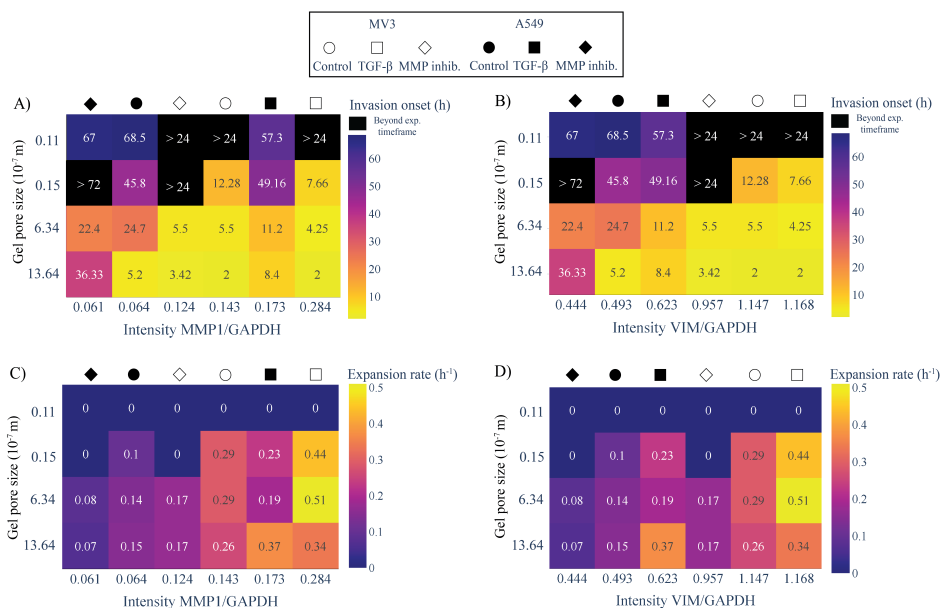 MV3 A549
Control TGF-β MMP inhib. Control TGF-β MMP inhib.
A)
Invasion onset (h)
Beyond exp.
timeframe
Gel pore size (10⁻⁷ m)
0.11 67 68.5 > 24 > 24 57.3 > 24
0.15 > 72 45.8 > 24 12.28 49.16 7.66
6.34 22.4 24.7 5.5 5.5 11.2 4.25
13.64 36.33 5.2 3.42 2 8.4 2
0.061 0.064 0.124 0.143 0.173 0.284
Intensity MMP1/GAPDH
60
50
40
30
20
10
B)
Invasion onset (h)
Beyond exp.
timeframe
Gel pore size (10⁻⁷ m)
0.11 67 68.5 57.3 > 24 > 24 > 24
0.15 > 72 45.8 49.16 > 24 12.28 7.66
6.34 22.4 24.7 11.2 5.5 5.5 4.25
13.64 36.33 5.2 8.4 3.42 2 2
0.444 0.493 0.623 0.957 1.147 1.168
Intensity VIM/GAPDH
60
50
40
30
20
10
C)
Expansion rate (h⁻¹)
Gel pore size (10⁻⁷ m)
0.11 0 0 0 0 0 0
0.15 0 0.1 0 0.29 0.23 0.44
6.34 0.08 0.14 0.17 0.29 0.19 0.51
13.64 0.07 0.15 0.17 0.26 0.37 0.34
0.061 0.064 0.124 0.143 0.173 0.284
Intensity MMP1/GAPDH
0.5
0.4
0.3
0.2
0.1
0
D)
Expansion rate (h⁻¹)
Gel pore size (10⁻⁷ m)
0.11 0 0 0 0 0 0
0.15 0 0.1 0.23 0 0.29 0.44
6.34 0.08 0.14 0.19 0.17 0.29 0.51
13.64 0.07 0.15 0.37 0.17 0.26 0.34
0.444 0.493 0.623 0.957 1.147 1.168
Intensity VIM/GAPDH
0.5
0.4
0.3
0.2
0.1
0